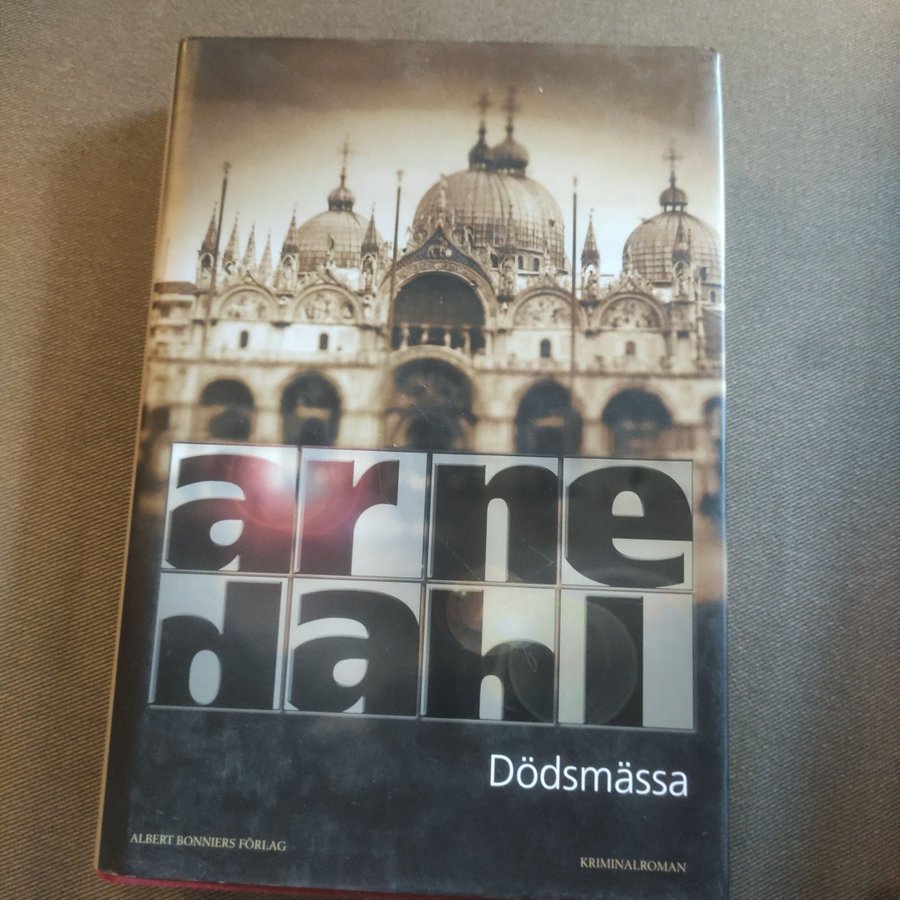 arne
dahl
Dödsmässa
ALBERT BONNIERS FÖRLAG
KRIMINALROMAN